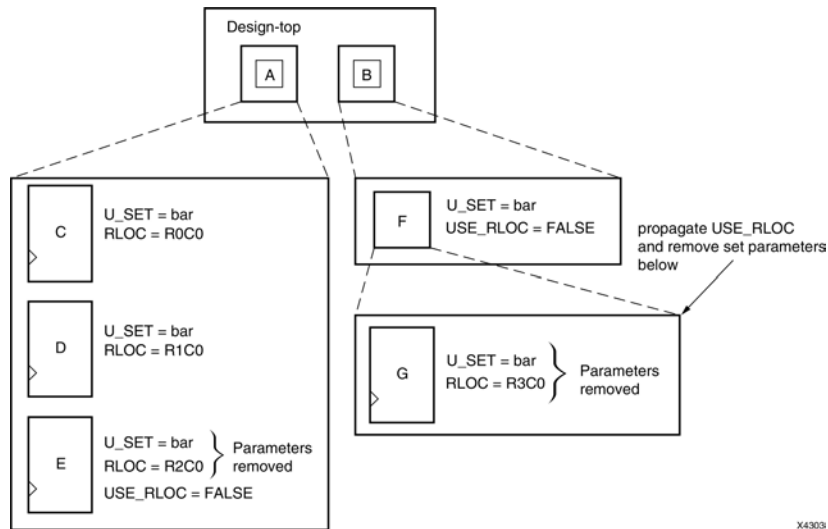 Design-top
A
B
C
U_SET = bar
RLOC = R0C0
D
U_SET = bar
RLOC = R1C0
E
U_SET = bar
RLOC = R2C0
USE_RLOC = FALSE
Parameters
removed
F
U_SET = bar
USE_RLOC = FALSE
propagate USE_RLOC
and remove set parameters
below
G
U_SET = bar
RLOC = R3C0
Parameters
removed